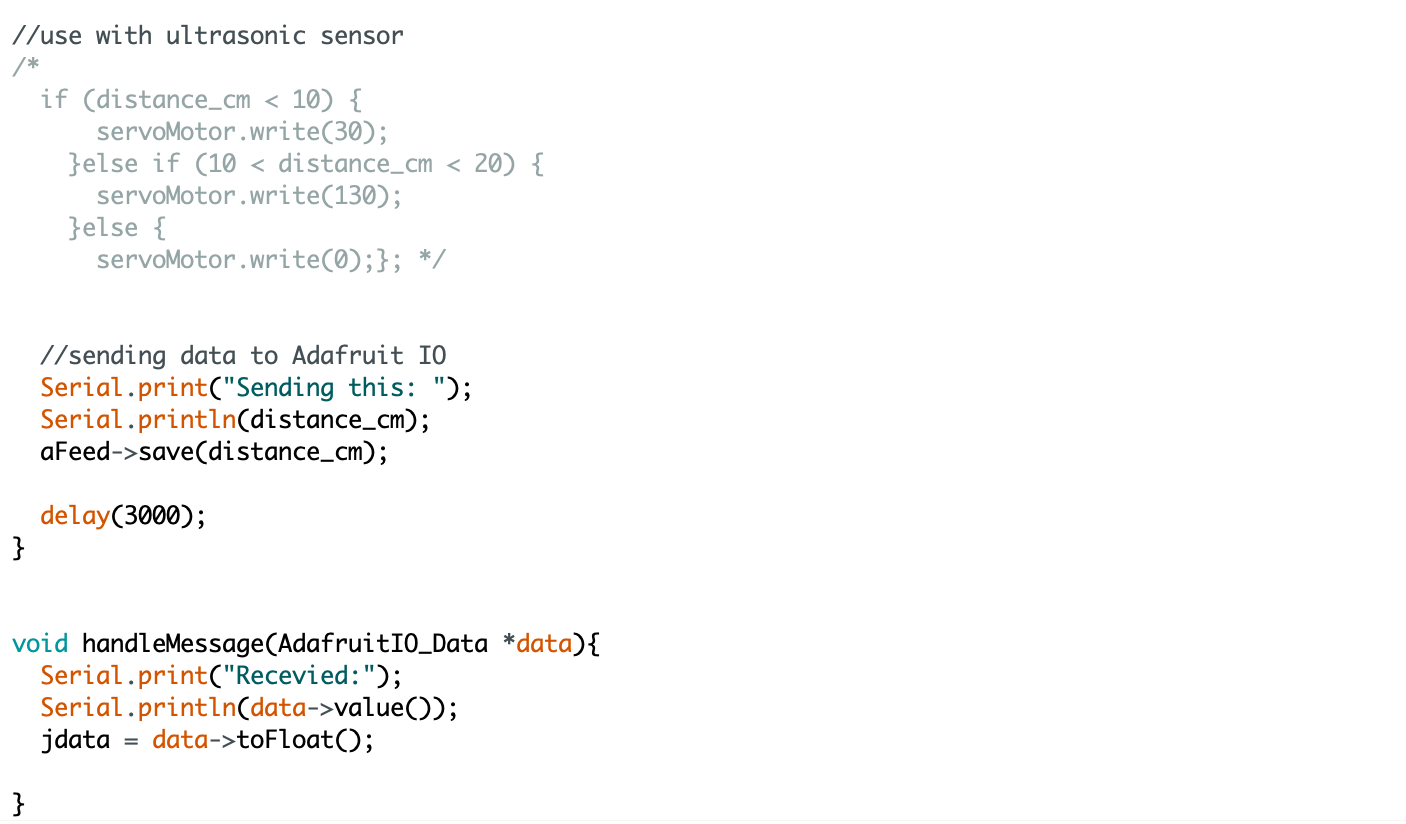 //use with ultrasonic sensor
/*
  if (distance_cm < 10) {
      servoMotor.write(30);
    }else if (10 < distance_cm < 20) {
      servoMotor.write(130);
    }else {
      servoMotor.write(0);}; */
  //sending data to Adafruit IO
  Serial.print("Sending this: ");
  Serial.println(distance_cm);
  aFeed->save(distance_cm);
  delay(3000);
}
void handleMessage(AdafruitIO_Data *data){
  Serial.print("Recevied:");
  Serial.println(data->value());
  jdata = data->toFloat();
}